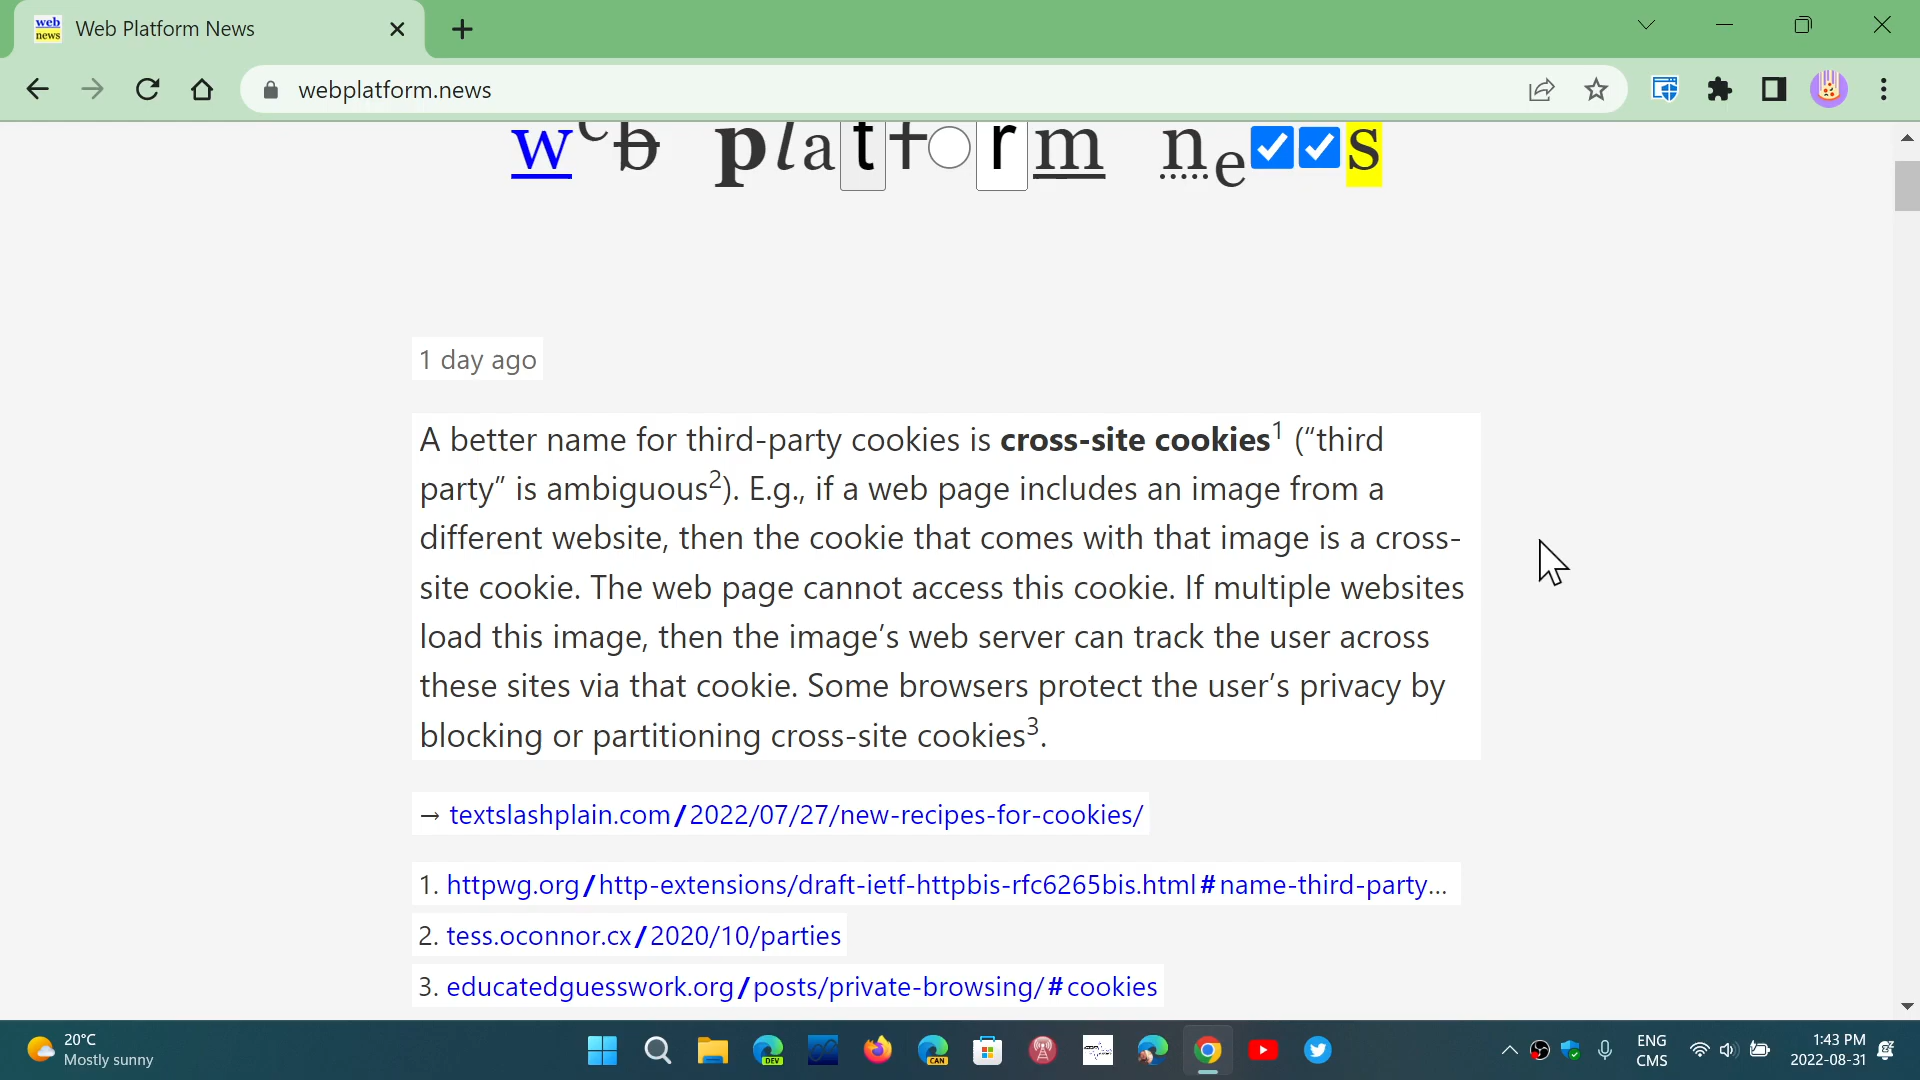 web news
Web Platform News
webplatform.news
web platform news
1 day ago
A better name for third-party cookies is cross-site cookies¹ (“third
party” is ambiguous²). E.g., if a web page includes an image from a
different website, then the cookie that comes with that image is a cross-
site cookie. The web page cannot access this cookie. If multiple websites
load this image, then the image’s web server can track the user across
these sites via that cookie. Some browsers protect the user’s privacy by
blocking or partitioning cross-site cookies³.
→ textslashplain.com/2022/07/27/new-recipes-for-cookies/
1. httpwg.org/http-extensions/draft-ietf-httpbis-rfc6265bis.html#name-third-party…
2. tess.oconnor.cx/2020/10/parties
3. educatedguesswork.org/posts/private-browsing/#cookies
20°C
Mostly sunny
DEV
CAN
ENG
CMS
1:43 PM
2022-08-31